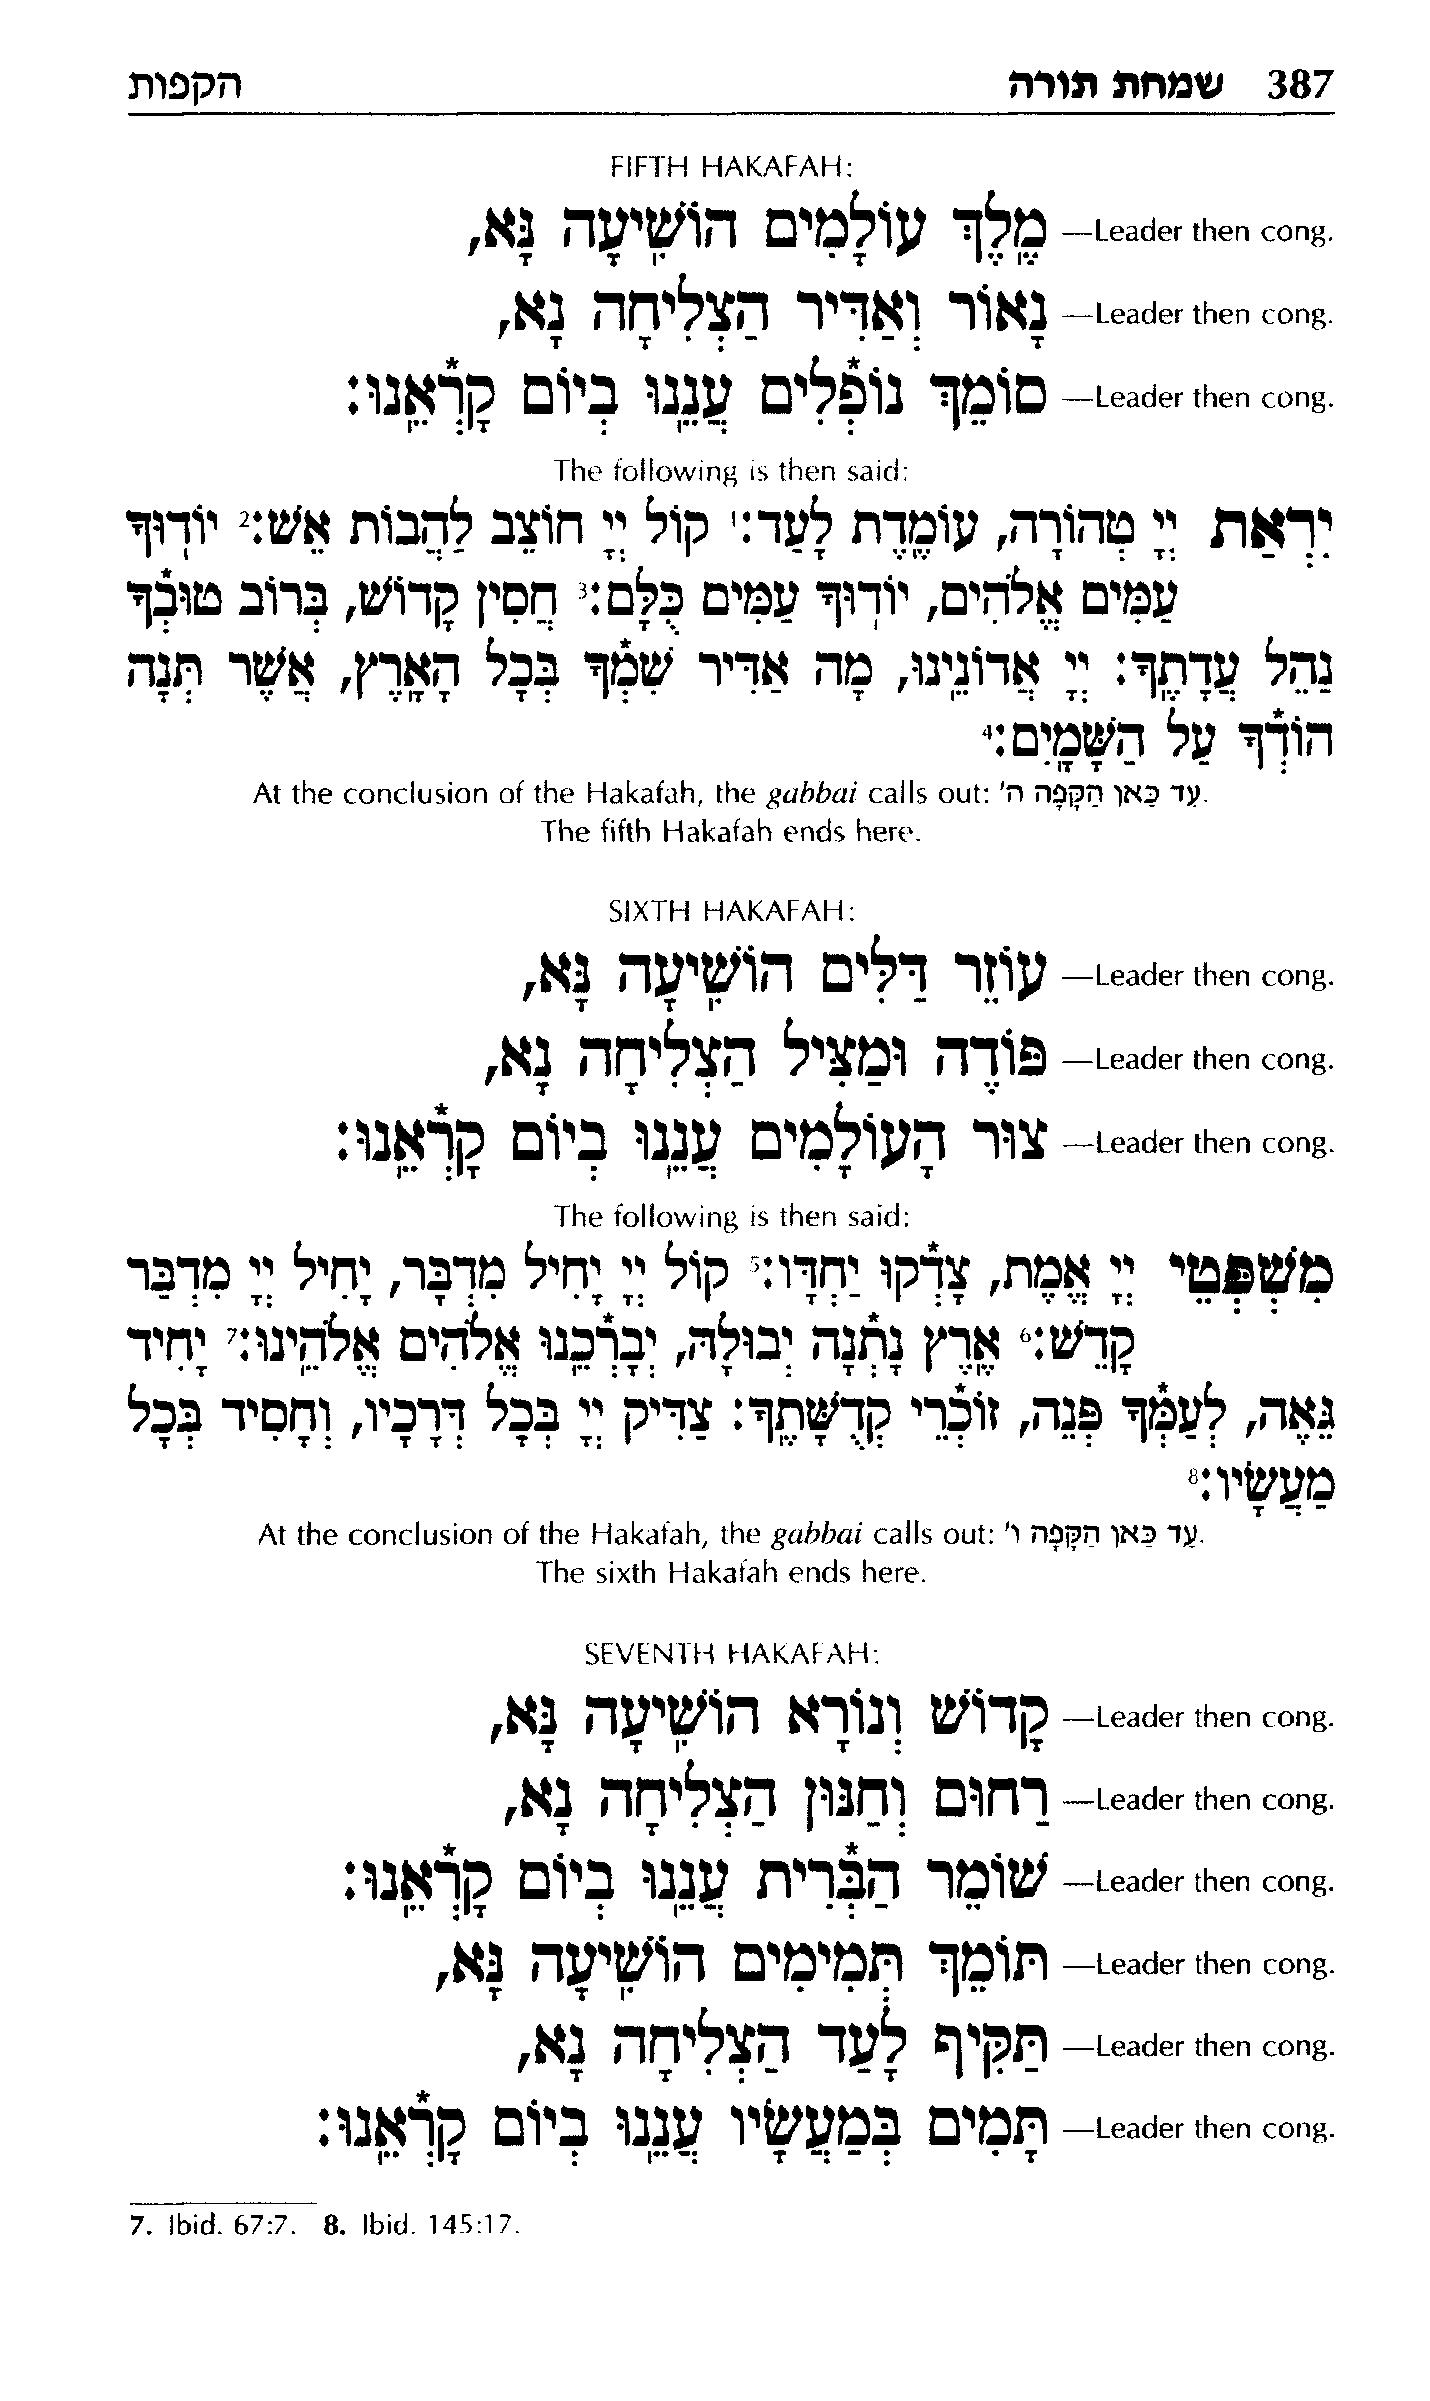 387 שמחת תורה הקפות
FIFTH HAKAFAH:
Leader then cong.— מֶֽלֶךְ עוֹלָמִים הוֹשִֽׁיעָה נָּא,
Leader then cong.— נָאוֹר וְאַדִּיר הַצְלִיחָה נָא,
Leader then cong.— סוֹמֵךְ נוֹפְ֗לִים עֲנֵֽנוּ בְיוֹם קָרְ֗אֵֽנוּ:
The following is then said:
יִרְאַת יְיָ טְהוֹרָה, עוֹמֶֽדֶת לָעַד:1 קוֹל יְיָ חוֹצֵב לַהֲבוֹת אֵשׁ:2 יוֹדֽוּךָ
עַמִּים אֱלֹהִים, יוֹדֽוּךָ עַמִּים כֻּלָּם:3 חֲסִין קָדוֹשׁ, בְּרוֹב טוּבְ֗ךָ
נַהֵל עֲדָתֶֽךָ: יְיָ אֲדוֹנֵֽינוּ, מָה אַדִּיר שִׁמְ֗ךָ בְּכָל הָאָֽרֶץ, אֲשֶׁר תְּנָה
הוֹדְ֗ךָ עַל הַשָּׁמָֽיִם:4
At the conclusion of the Hakafah, the gabbai calls out: עַד כַּאן הַקָּפָה ה'.
The fifth Hakafah ends here.
SIXTH HAKAFAH:
Leader then cong.— עוֹזֵר דַּלִּים הוֹשִֽׁיעָה נָּא,
Leader then cong.— פּוֹדֶה וּמַצִּיל הַצְלִיחָה נָא,
Leader then cong.— צוּר הָעוֹלָמִים עֲנֵֽנוּ בְיוֹם קָרְ֗אֵֽנוּ:
The following is then said:
מִשְׁפְּטֵי יְיָ אֱמֶת, צָדְ֗קוּ יַחְדָּו:5 קוֹל יְיָ יָחִיל מִדְבָּר, יָחִיל יְיָ מִדְבַּר
קָדֵשׁ:6 אֶֽרֶץ נָתְ֗נָה יְבוּלָהּ, יְבָרְ֗כֵֽנוּ אֱלֹהִים אֱלֹהֵֽינוּ:7 יָחִיד
גֵּאֶה, לְעַמְּ֗ךָ פְּנֵה, זוֹכְ֗רֵי קְדֻשָּׁתֶֽךָ: צַדִּיק יְיָ בְּכָל דְּרָכָיו, וְחָסִיד בְּכָל
מַעֲשָׂיו:8
At the conclusion of the Hakafah, the gabbai calls out: עַד כַּאן הַקָּפָה ו'.
The sixth Hakafah ends here.
SEVENTH HAKAFAH:
Leader then cong.— קָדוֹשׁ וְנוֹרָא הוֹשִֽׁיעָה נָּא,
Leader then cong.— רַחוּם וְחַנּוּן הַצְלִיחָה נָא,
Leader then cong.— שׁוֹמֵר הַבְּ֗רִית עֲנֵֽנוּ בְיוֹם קָרְ֗אֵֽנוּ:
Leader then cong.— תּוֹמֵךְ תְּמִימִים הוֹשִֽׁיעָה נָּא,
Leader then cong.— תַּקִּיף לָעַד הַצְלִיחָה נָא,
Leader then cong.— תָּמִים בְּמַעֲשָׂיו עֲנֵֽנוּ בְיוֹם קָרְ֗אֵֽנוּ:
7. Ibid. 67:7. 8. Ibid. 145:17.